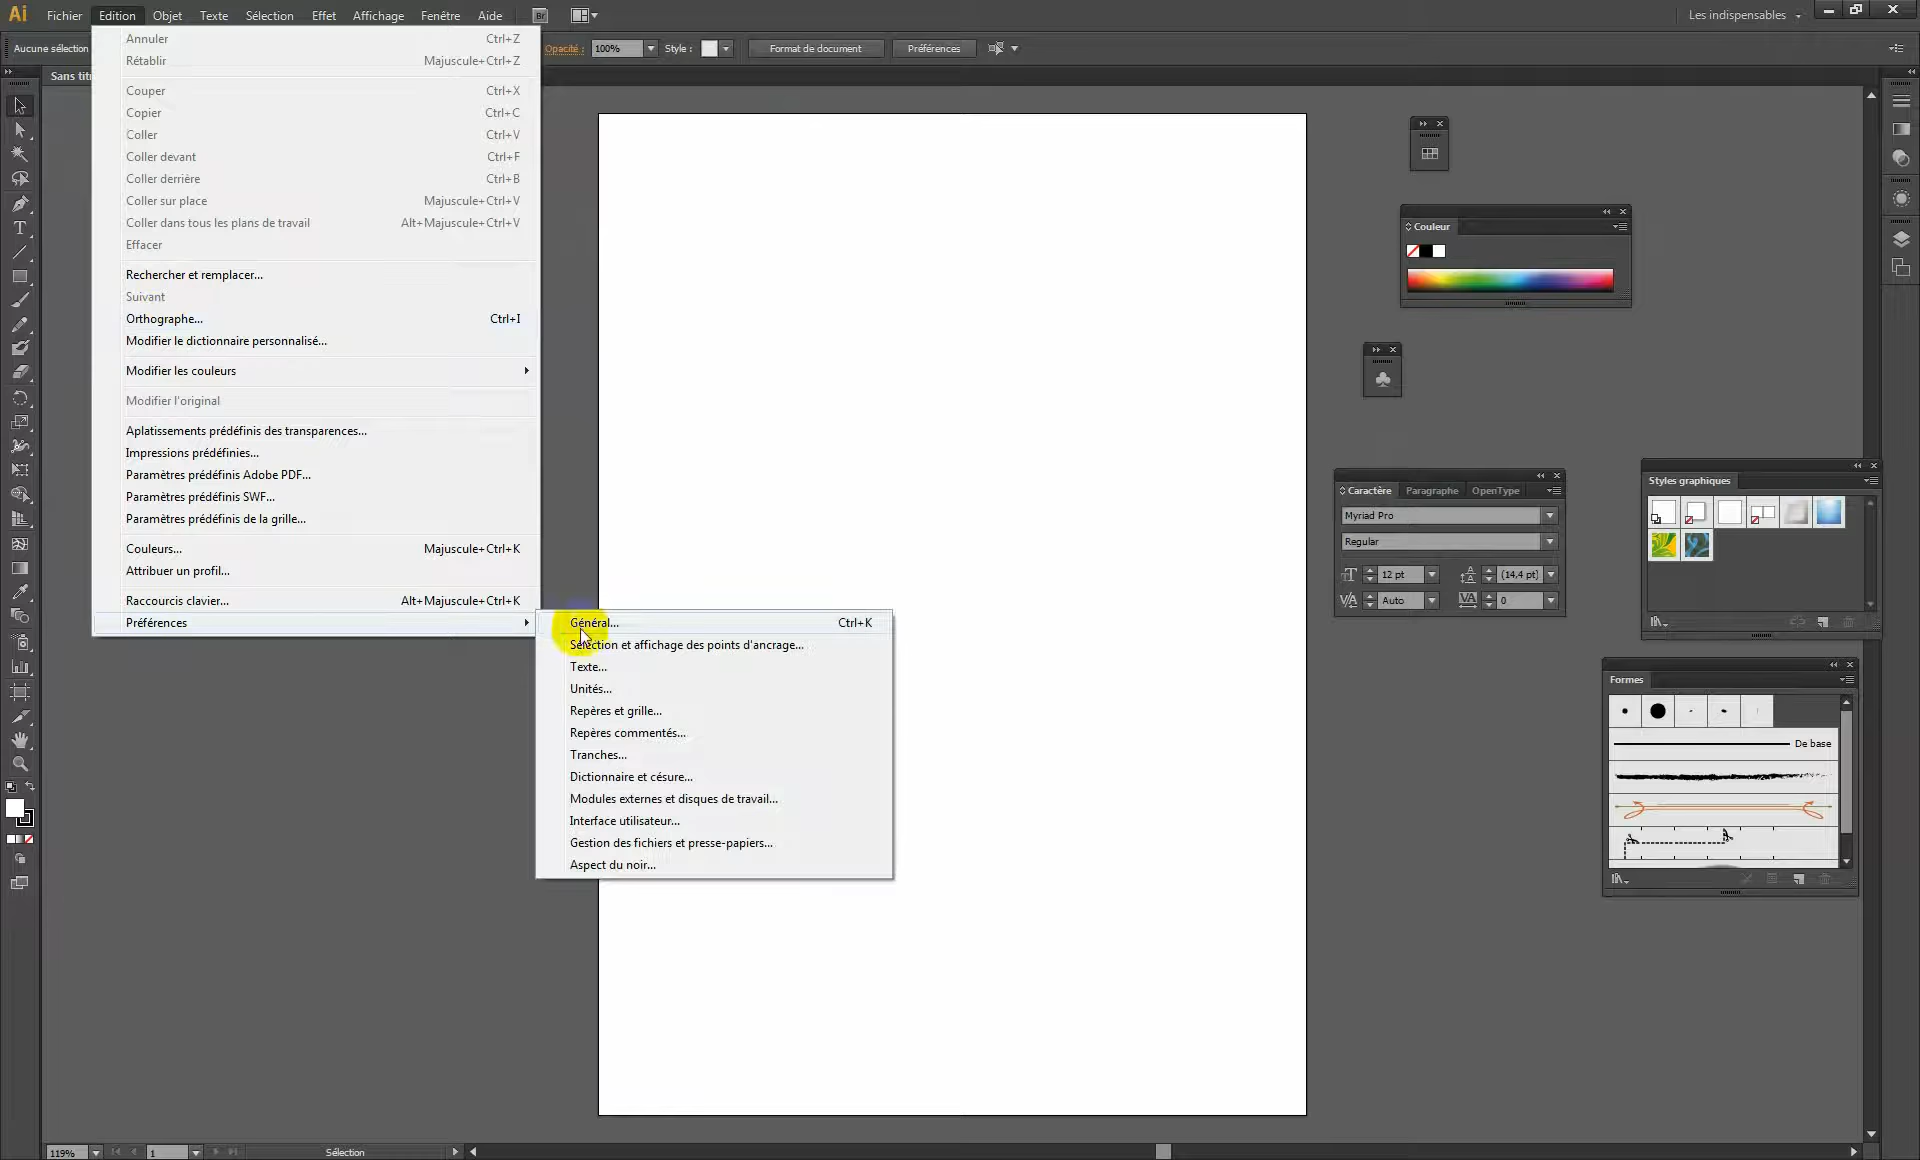 Ai Fichier Edition Objet Texte Sélection Effet Affichage Fenêtre Aide Br Les indispensables
Aucune sélection Opacité : 100% Style : Format de document Préférences
Sans tit
Annuler Ctrl+Z
Rétablir Majuscule+Ctrl+Z
Couper Ctrl+X
Copier Ctrl+C
Coller Ctrl+V
Coller devant Ctrl+F
Coller derrière Ctrl+B
Coller sur place Majuscule+Ctrl+V
Coller dans tous les plans de travail Alt+Majuscule+Ctrl+V
Effacer
Rechercher et remplacer...
Suivant
Orthographe... Ctrl+I
Modifier le dictionnaire personnalisé...
Modifier les couleurs
Modifier l'original
Aplatissements prédéfinis des transparences...
Impressions prédéfinies...
Paramètres prédéfinis Adobe PDF...
Paramètres prédéfinis SWF...
Paramètres prédéfinis de la grille...
Couleurs... Majuscule+Ctrl+K
Attribuer un profil...
Raccourcis clavier... Alt+Majuscule+Ctrl+K
Préférences
Général... Ctrl+K
Sélection et affichage des points d'ancrage...
Texte...
Unités...
Repères et grille...
Repères commentés...
Tranches...
Dictionnaire et césure...
Modules externes et disques de travail...
Interface utilisateur...
Gestion des fichiers et presse-papiers...
Aspect du noir...
Couleur
Caractère Paragraphe OpenType
Myriad Pro
Regular
12 pt (14,4 pt)
Auto 0
Styles graphiques
Formes
De base
119% 1 Sélection